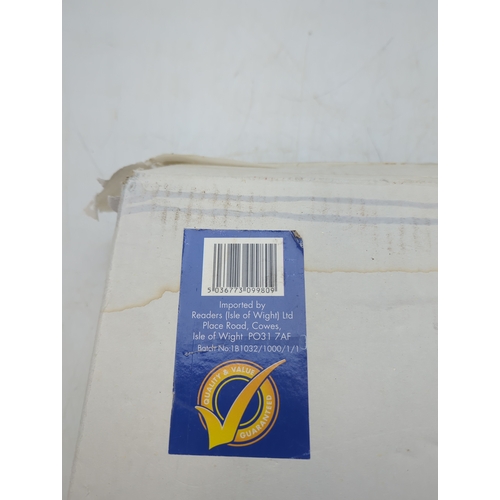 5 036773 099809
Imported by
Readers (Isle of Wight) Ltd
Place Road, Cowes,
Isle of Wight PO31 7AF
Batch No.181032/1000/1/1
QUALITY & VALUE
GUARANTEED